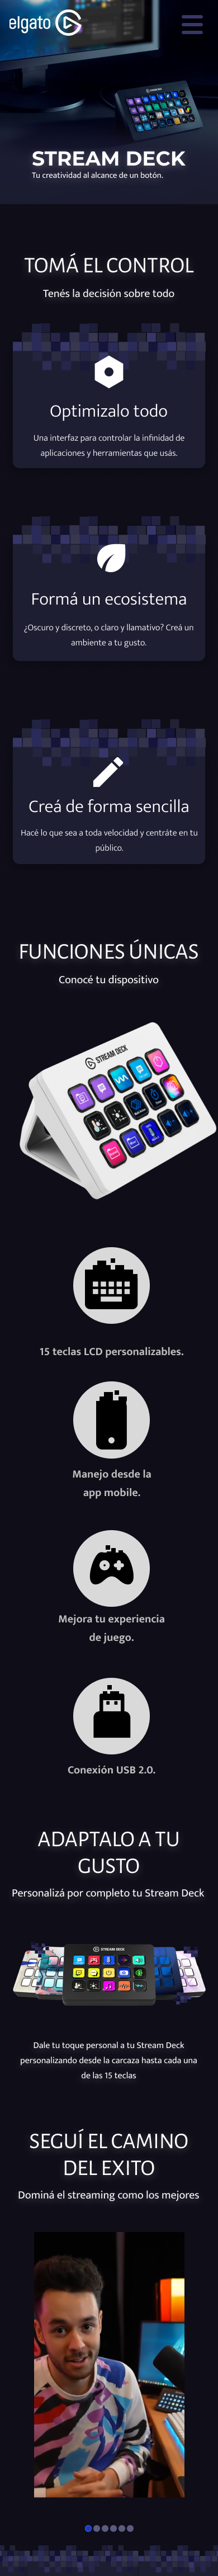 elgato
STREAM DECK
Tu creatividad al alcance de un botón.
TOMÁ EL CONTROL
Tenés la decisión sobre todo
Optimizalo todo
Una interfaz para controlar la infinidad de
aplicaciones y herramientas que usás.
Formá un ecosistema
¿Oscuro y discreto, o claro y llamativo? Creá un
ambiente a tu gusto.
Creá de forma sencilla
Hacé lo que sea a toda velocidad y centráte en tu
público.
FUNCIONES ÚNICAS
Conocé tu dispositivo
STREAM DECK
15 teclas LCD personalizables.
Manejo desde la
app mobile.
Mejora tu experiencia
de juego.
Conexión USB 2.0.
ADAPTALO A TU
GUSTO
Personalizá por completo tu Stream Deck
STREAM DECK
Dale tu toque personal a tu Stream Deck
personalizando desde la carcaza hasta cada una
de las 15 teclas
SEGUÍ EL CAMINO
DEL EXITO
Dominá el streaming como los mejores